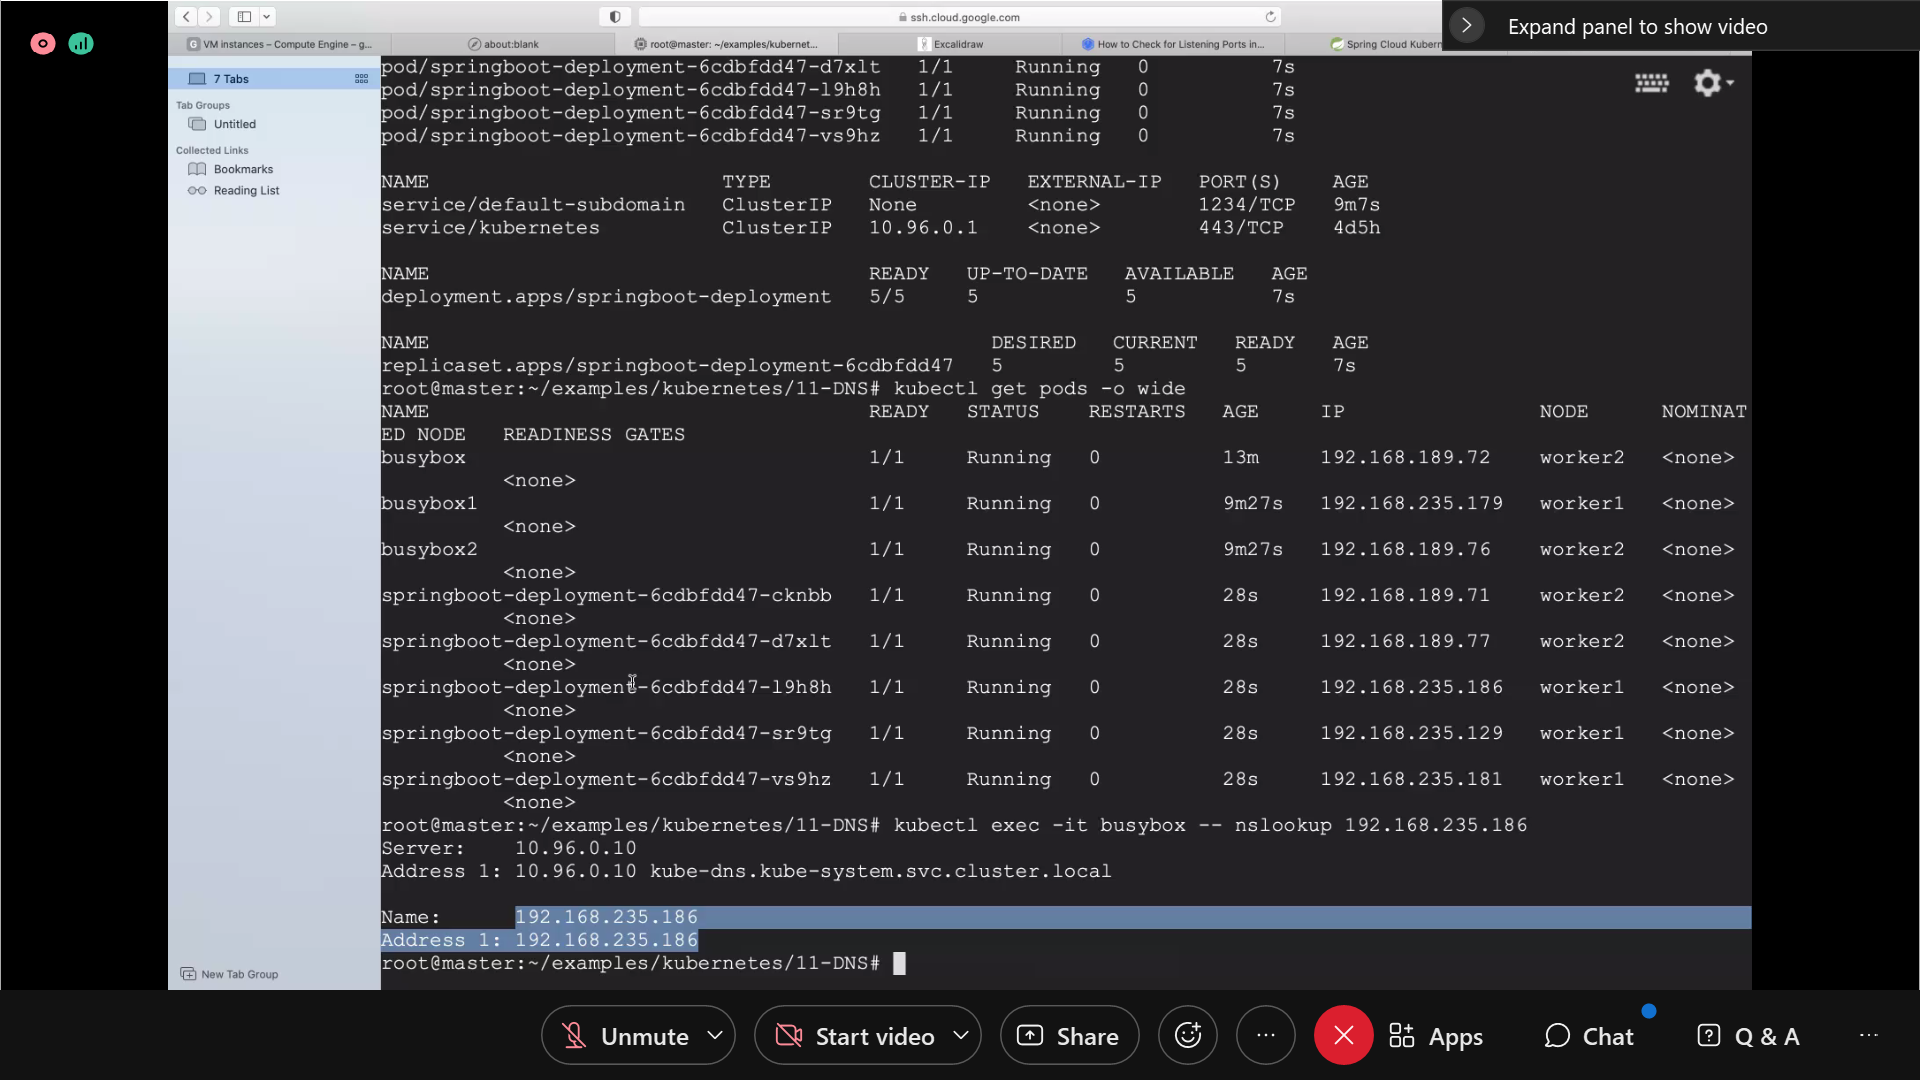 ssh.cloud.google.com
Expand panel to show video
VM instances – Compute Engine – g...
about:blank
root@master: ~/examples/kubernet...
Excalidraw
How to Check for Listening Ports in...
Spring Cloud Kubern
7 Tabs
Tab Groups
Untitled
Collected Links
Bookmarks
Reading List
New Tab Group
pod/springboot-deployment-6cdbfdd47-d7xlt 1/1 Running 0 7s
pod/springboot-deployment-6cdbfdd47-l9h8h 1/1 Running 0 7s
pod/springboot-deployment-6cdbfdd47-sr9tg 1/1 Running 0 7s
pod/springboot-deployment-6cdbfdd47-vs9hz 1/1 Running 0 7s
NAME TYPE CLUSTER-IP EXTERNAL-IP PORT(S) AGE
service/default-subdomain ClusterIP None <none> 1234/TCP 9m7s
service/kubernetes ClusterIP 10.96.0.1 <none> 443/TCP 4d5h
NAME READY UP-TO-DATE AVAILABLE AGE
deployment.apps/springboot-deployment 5/5 5 5 7s
NAME DESIRED CURRENT READY AGE
replicaset.apps/springboot-deployment-6cdbfdd47 5 5 5 7s
root@master:~/examples/kubernetes/11-DNS# kubectl get pods -o wide
NAME READY STATUS RESTARTS AGE IP NODE NOMINAT
ED NODE READINESS GATES
busybox 1/1 Running 0 13m 192.168.189.72 worker2 <none>
<none>
busybox1 1/1 Running 0 9m27s 192.168.235.179 worker1 <none>
<none>
busybox2 1/1 Running 0 9m27s 192.168.189.76 worker2 <none>
<none>
springboot-deployment-6cdbfdd47-cknbb 1/1 Running 0 28s 192.168.189.71 worker2 <none>
<none>
springboot-deployment-6cdbfdd47-d7xlt 1/1 Running 0 28s 192.168.189.77 worker2 <none>
<none>
springboot-deployment-6cdbfdd47-l9h8h 1/1 Running 0 28s 192.168.235.186 worker1 <none>
<none>
springboot-deployment-6cdbfdd47-sr9tg 1/1 Running 0 28s 192.168.235.129 worker1 <none>
<none>
springboot-deployment-6cdbfdd47-vs9hz 1/1 Running 0 28s 192.168.235.181 worker1 <none>
<none>
root@master:~/examples/kubernetes/11-DNS# kubectl exec -it busybox -- nslookup 192.168.235.186
Server: 10.96.0.10
Address 1: 10.96.0.10 kube-dns.kube-system.svc.cluster.local
Name: 192.168.235.186
Address 1: 192.168.235.186
root@master:~/examples/kubernetes/11-DNS#
Unmute
Start video
Share
Apps
Chat
Q & A